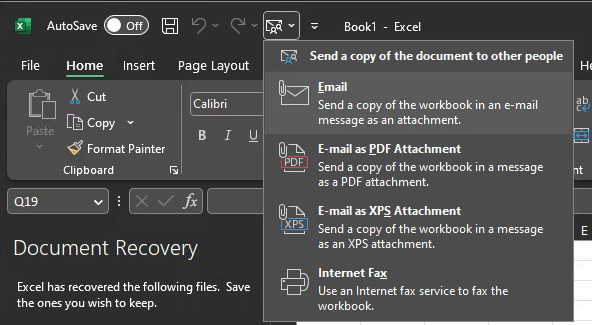 AutoSave Off Book1 - Excel
Send a copy of the document to other people
File Home Insert Page Layout He
Email
Send a copy of the workbook in an e-mail
message as an attachment.
Cut
Copy
Format Painter
Paste
Clipboard
Calibri
B I U
ab
E-mail as PDF Attachment
Send a copy of the workbook in a message
as a PDF attachment.
PDF
Q19
fx
E-mail as XPS Attachment
Send a copy of the workbook in a message
as an XPS attachment.
XPS
E
Document Recovery
Internet Fax
Use an Internet fax service to fax the
workbook.
Excel has recovered the following files. Save
the ones you wish to keep.